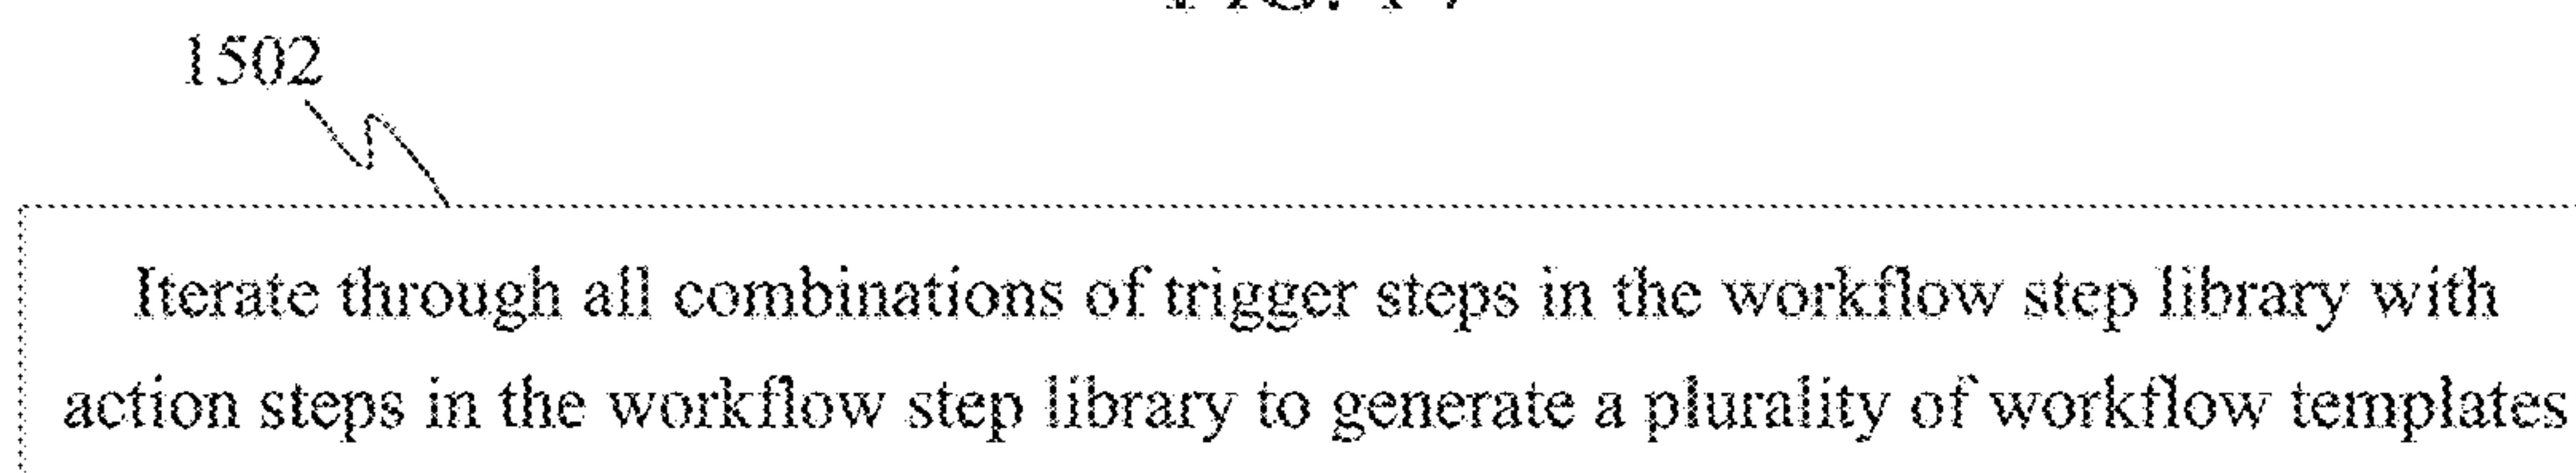 1502
Iterate through all combinations of trigger steps in the workflow step library with
action steps in the workflow step library to generate a plurality of workflow templates